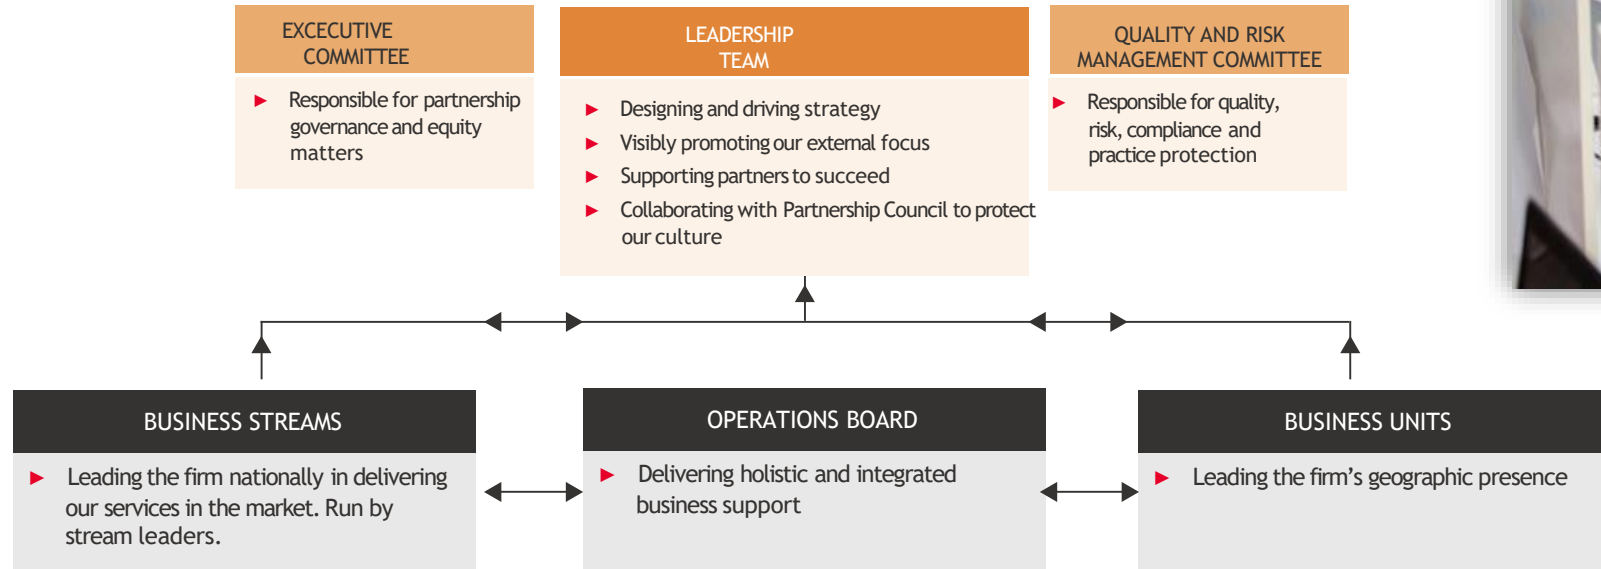 EXCECUTIVE
COMMITTEE
► Responsible for partnership
governance and equity
matters
LEADERSHIP
TEAM
► Designing and driving strategy
► Visibly promoting our external focus
► Supporting partners to succeed
► Collaborating with Partnership Council to protect
our culture
QUALITY AND RISK
MANAGEMENT COMMITTEE
► Responsible for quality,
risk, compliance and
practice protection
BUSINESS STREAMS
► Leading the firm nationally in delivering
our services in the market. Run by
stream leaders.
OPERATIONS BOARD
► Delivering holistic and integrated
business support
BUSINESS UNITS
► Leading the firm’s geographic presence